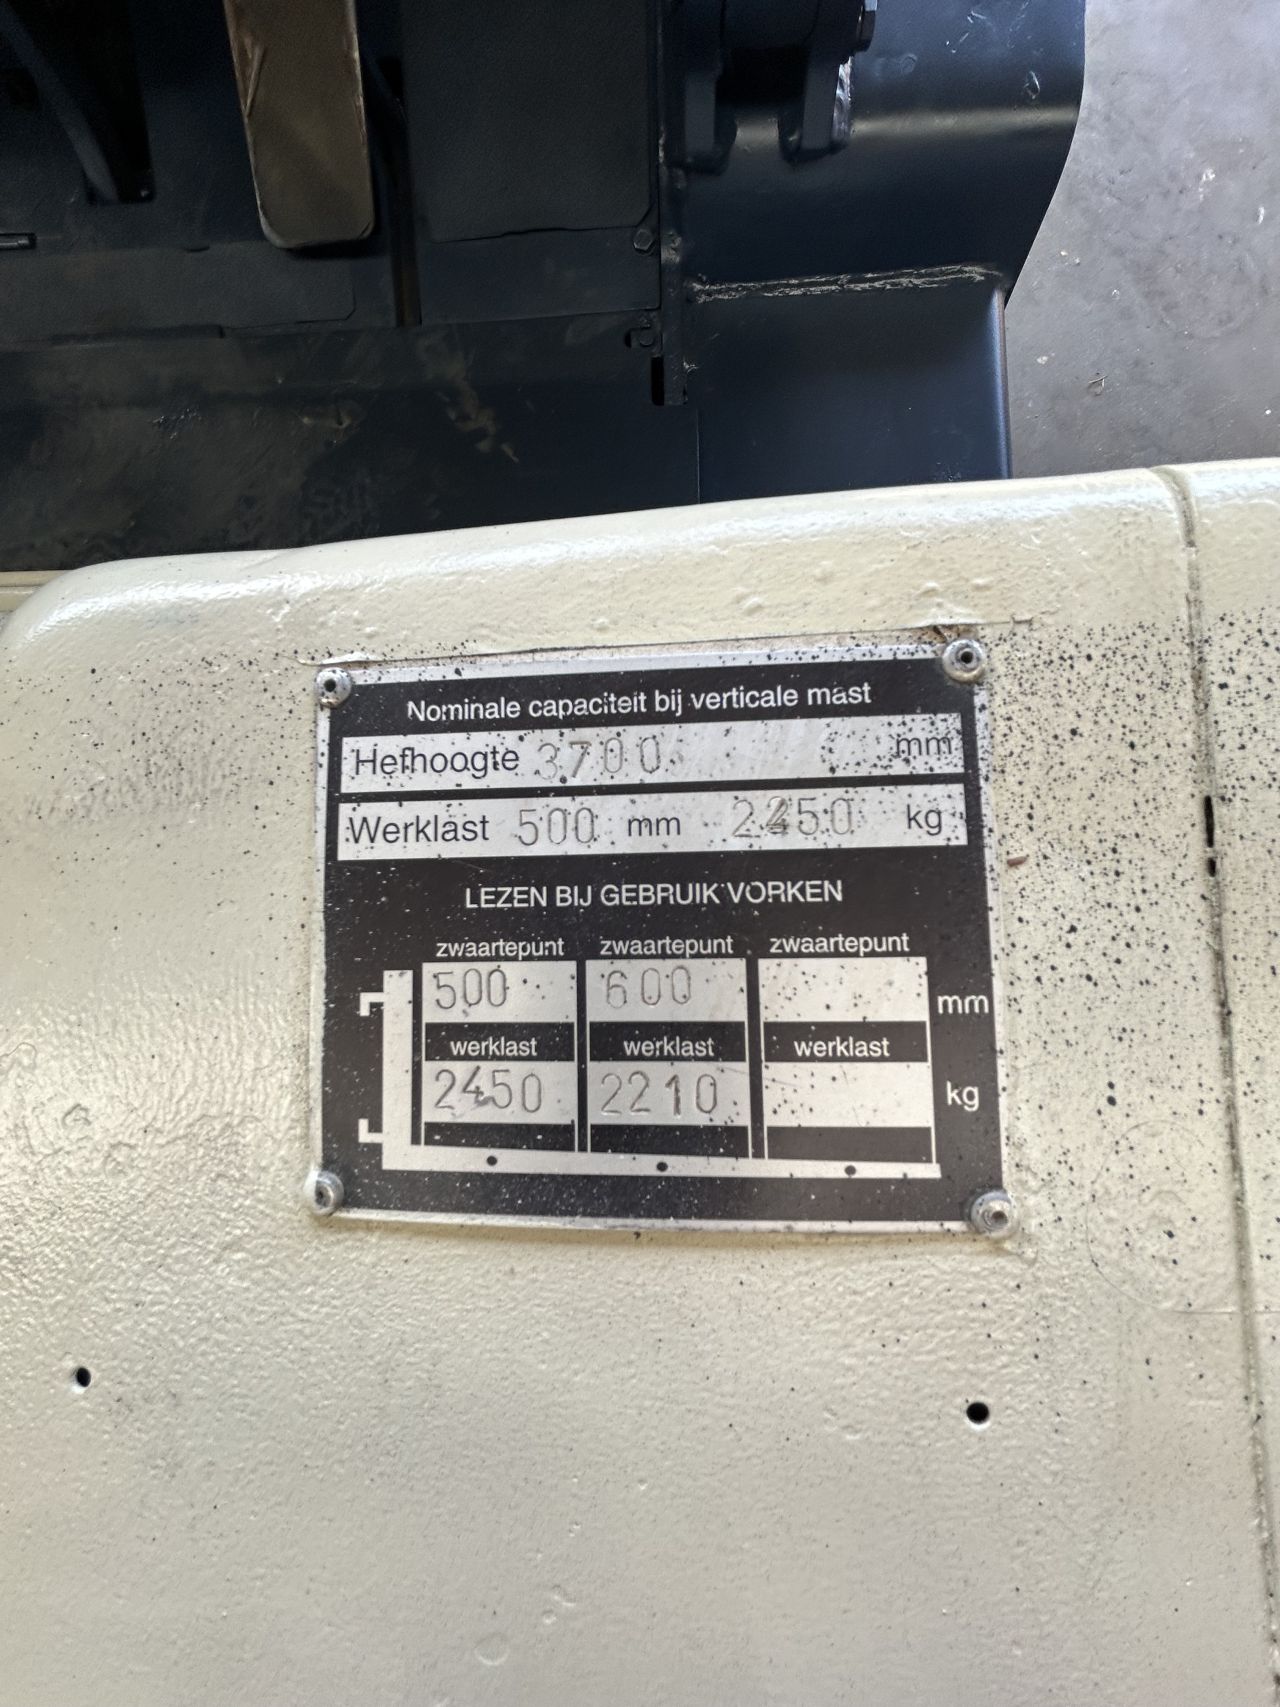 Nominale capaciteit bij verticale mast
Hefhoogte 3700 mm
Werklast 500 mm 2450 kg
LEZEN BIJ GEBRUIK VORKEN
zwaartepunt zwaartepunt zwaartepunt
500 600 mm
werklast werklast werklast
2450 2210 kg